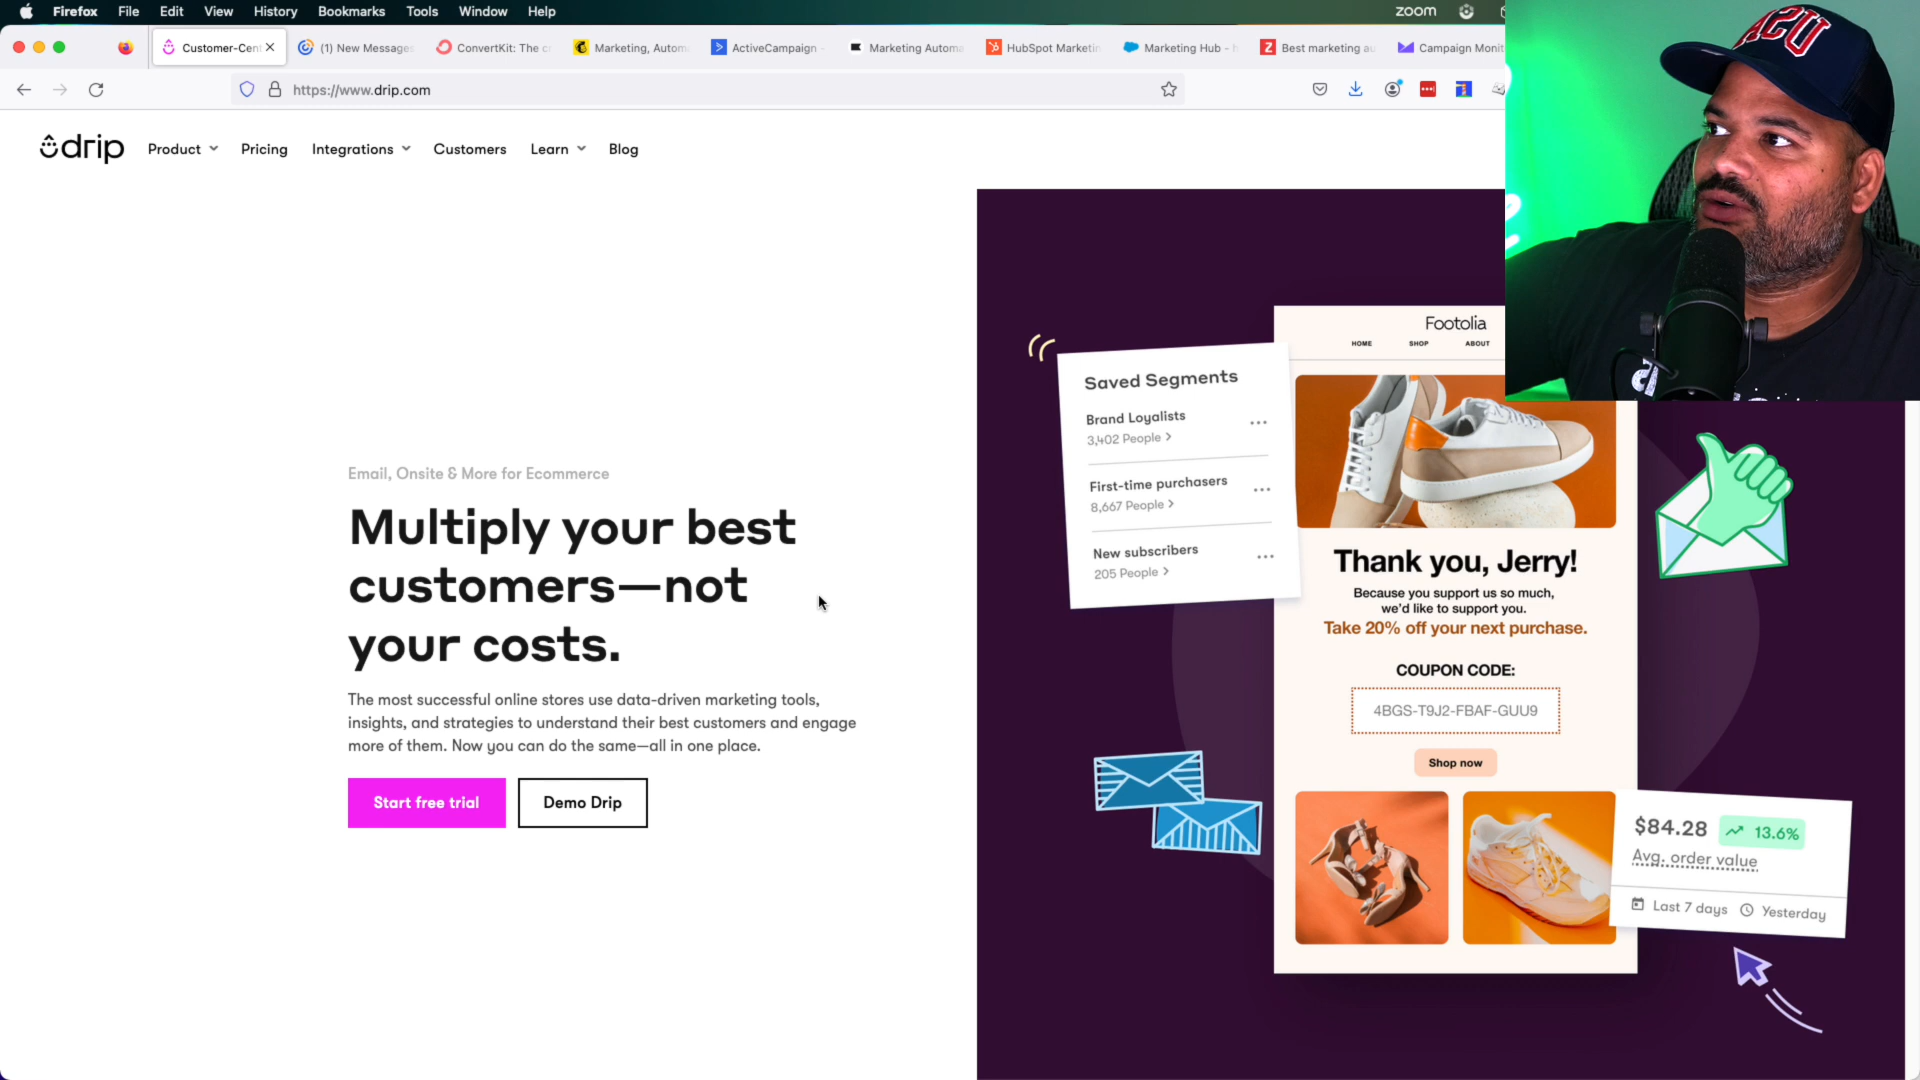 Firefox File Edit View History Bookmarks Tools Window Help
zoom
Customer-Cen
(1) New Messages
ConvertKit: The c
Marketing, Autom
ActiveCampaign -
Marketing Automa
HubSpot Marketin
Marketing Hub -
Best marketing au
Campaign Monit
https://www.drip.com
drip
Product
Pricing
Integrations
Customers
Learn
Blog
Email, Onsite & More for Ecommerce
Multiply your best
customers—not
your costs.
The most successful online stores use data-driven marketing tools,
insights, and strategies to understand their best customers and engage
more of them. Now you can do the same—all in one place.
Start free trial
Demo Drip
Saved Segments
Brand Loyalists
3,402 People >
First-time purchasers
8,667 People >
New subscribers
205 People >
Footolia
HOME SHOP ABOUT
Thank you, Jerry!
Because you support us so much,
we'd like to support you.
Take 20% off your next purchase.
COUPON CODE:
4BGS-T9J2-FBAF-GUU9
Shop now
$84.28
13.6%
Avg. order value
Last 7 days
Yesterday